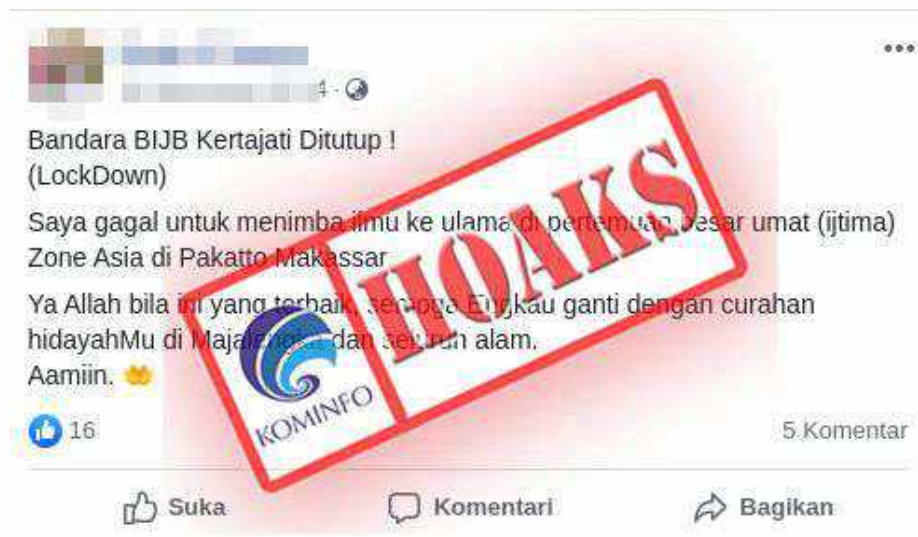 Bandara BIJB Kertajati Ditutup !
(LockDown)
Saya gagal untuk menimba ilmu ke ulama di pertemuan besar umat (ijtima)
Zone Asia di Pakatto Makassar
Ya Allah bila ini yang terbaik, semoga Engkau ganti dengan curahan
hidayahMu di Majalengka dan seluruh alam.
Aamiin.
HOAKS
KOMINFO
16
5 Komentar
Suka
Komentari
Bagikan